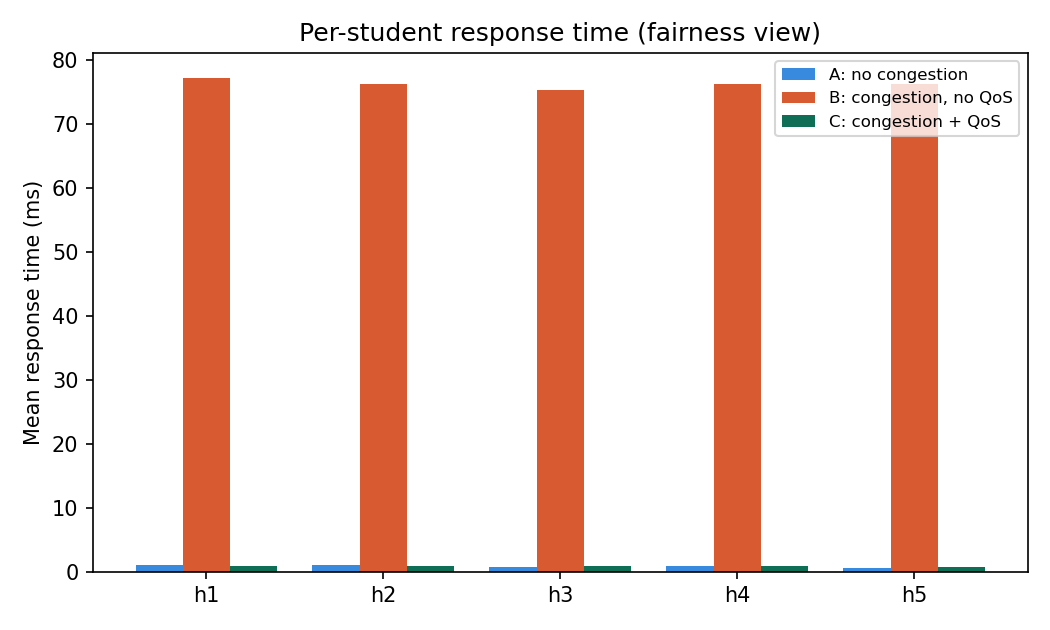 Per-student response time (fairness view)
A: no congestion
B: congestion, no QoS
C: congestion + QoS
Mean response time (ms)
80
70
60
50
40
30
20
10
0
h1 h2 h3 h4 h5